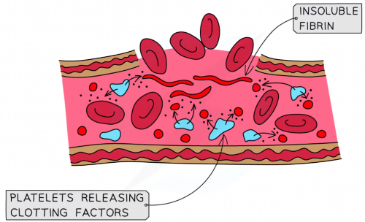 INSOLUBLE
FIBRIN
PLATELETS RELEASING
CLOTTING FACTORS